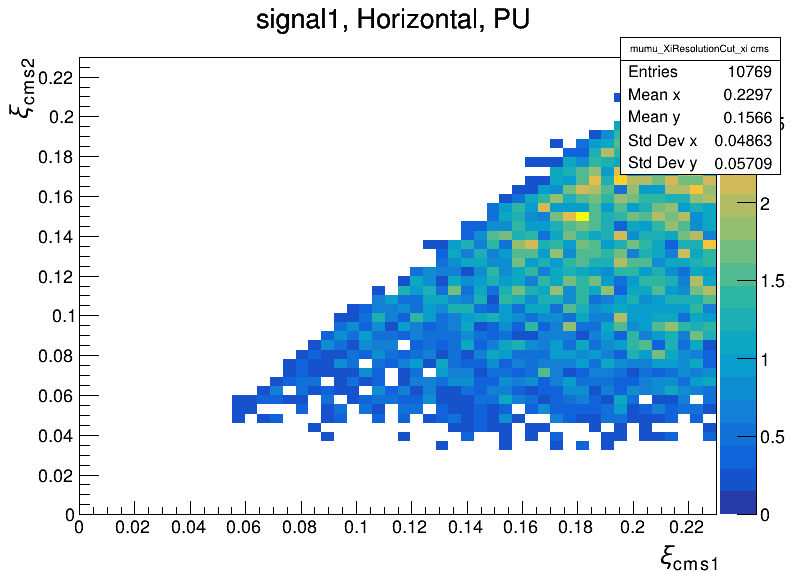 signal1, Horizontal, PU
mumu_XiResolutionCut_xi cms
Entries 10769
Mean x 0.2297
Mean y 0.1566
Std Dev x 0.04863
Std Dev y 0.05709
ξcms2
0.22
0.2
0.18
0.16
0.14
0.12
0.1
0.08
0.06
0.04
0.02
0
0 0.02 0.04 0.06 0.08 0.1 0.12 0.14 0.16 0.18 0.2 0.22
ξcms1
5
2
1.5
1
0.5
0